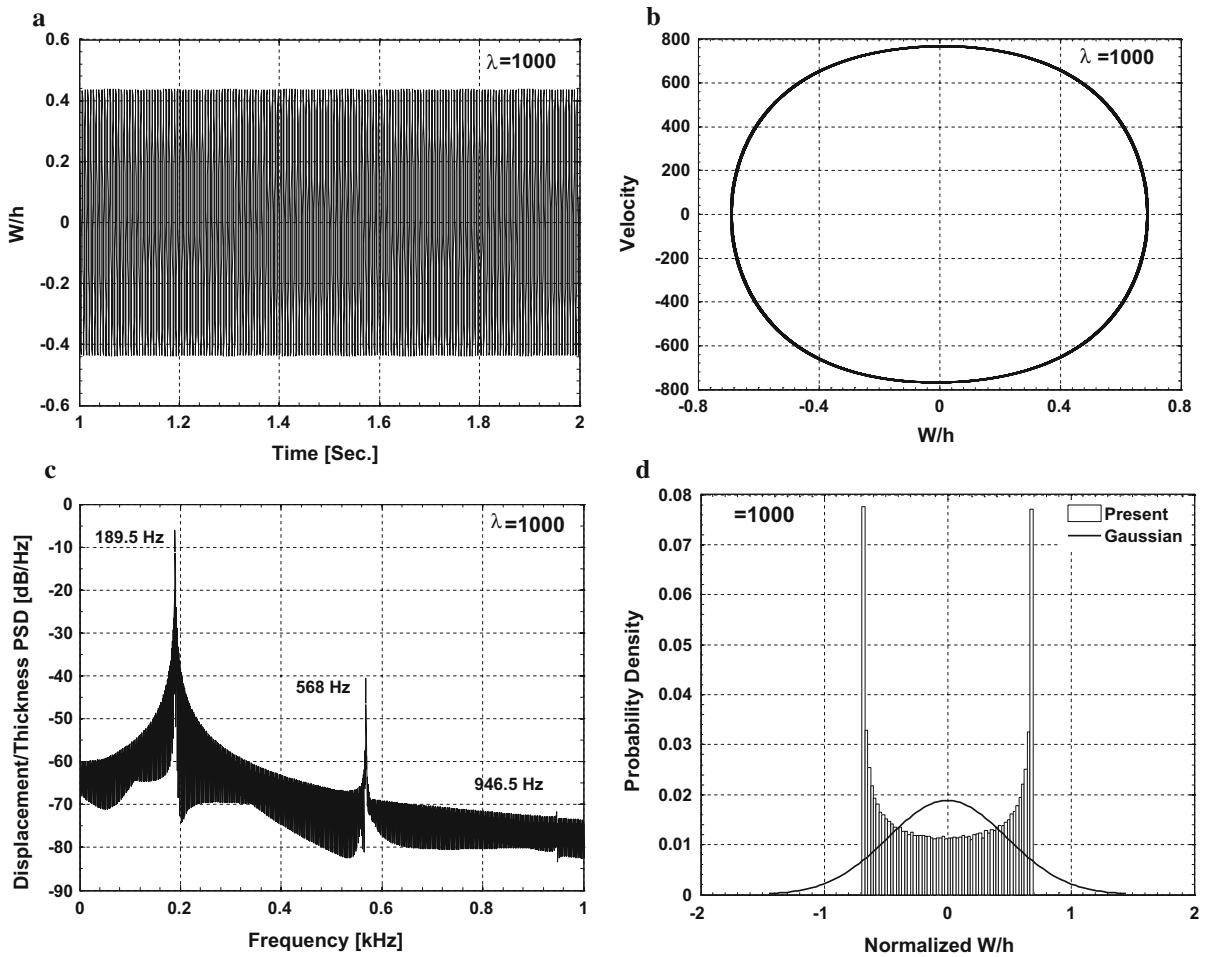 a
0.6
0.4
0.2
0
-0.2
-0.4
-0.6
W/h
λ=1000
1
1.2
1.4
1.6
1.8
2
Time [Sec.]
b
800
600
400
200
0
-200
-400
-600
-800
Velocity
λ =1000
-0.8
-0.4
0
0.4
0.8
W/h
c
0
-10
-20
-30
-40
-50
-60
-70
-80
-90
Displacement/Thickness PSD [dB/Hz]
λ=1000
189.5 Hz
568 Hz
946.5 Hz
0
0.2
0.4
0.6
0.8
1
Frequency [kHz]
d
0.08
0.07
0.06
0.05
0.04
0.03
0.02
0.01
0
Probability Density
=1000
Present
Gaussian
-2
-1
0
1
2
Normalized W/h